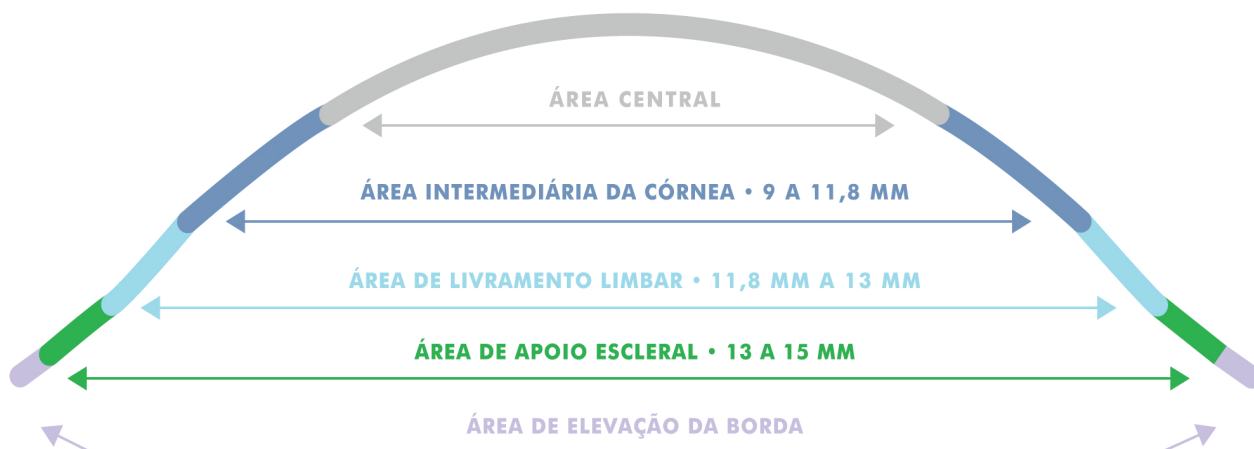 ÁREA CENTRAL
ÁREA INTERMEDIÁRIA DA CÓRNEA • 9 A 11,8 MM
ÁREA DE LIVRAMENTO LIMBAR • 11,8 MM A 13 MM
ÁREA DE APOIO ESCLERAL • 13 A 15 MM
ÁREA DE ELEVAÇÃO DA BORDA